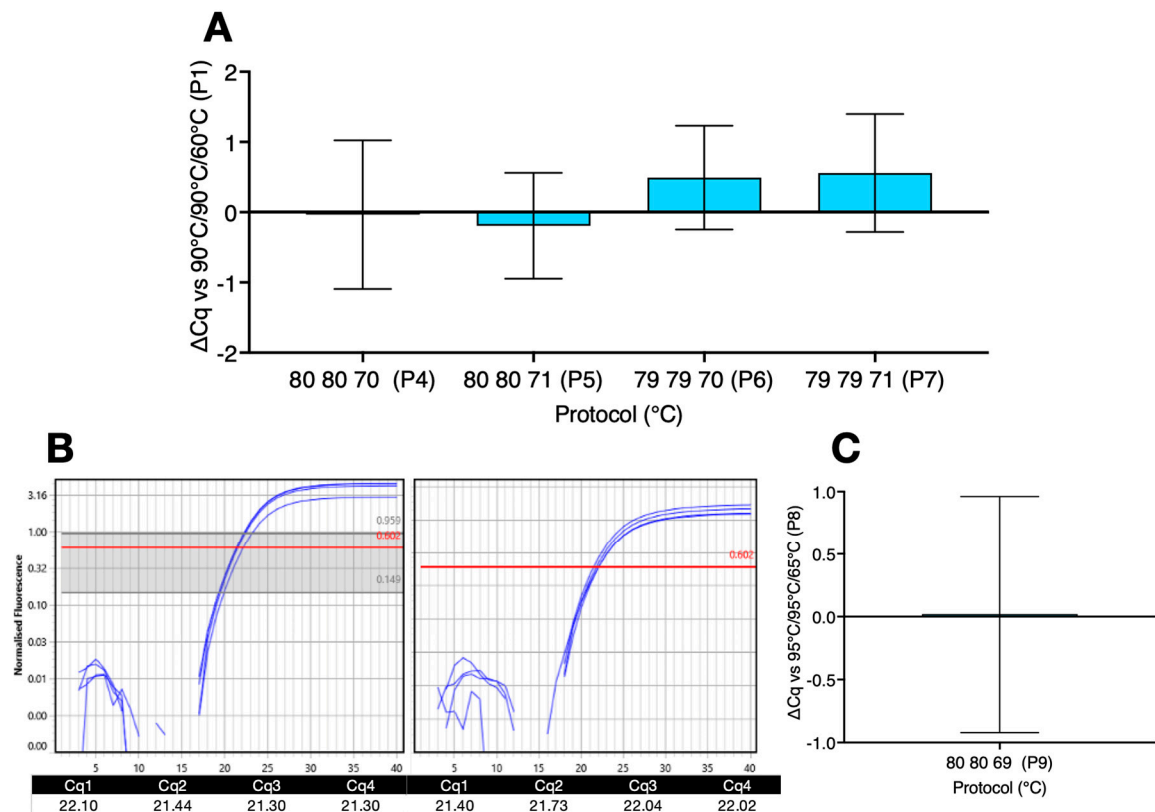 A
ΔCq vs 90°C/90°C/60°C (P1)
2
1
0
-1
-2
80 80 70 (P4) 80 80 71 (P5) 79 79 70 (P6) 79 79 71 (P7)
Protocol (°C)
B
Normalised Fluorescence
3.16
1.00
0.32
0.10
0.03
0.01
0.00
0.00
0.959
0.602
0.149
5 10 15 20 25 30 35 40
Cq1 Cq2 Cq3 Cq4
22.10 21.44 21.30 21.30
0.602
5 10 15 20 25 30 35 40
Cq1 Cq2 Cq3 Cq4
21.40 21.73 22.04 22.02
C
ΔCq vs 95°C/95°C/65°C (P8)
1.0
0.5
0.0
-0.5
-1.0
80 80 69 (P9)
Protocol (°C)